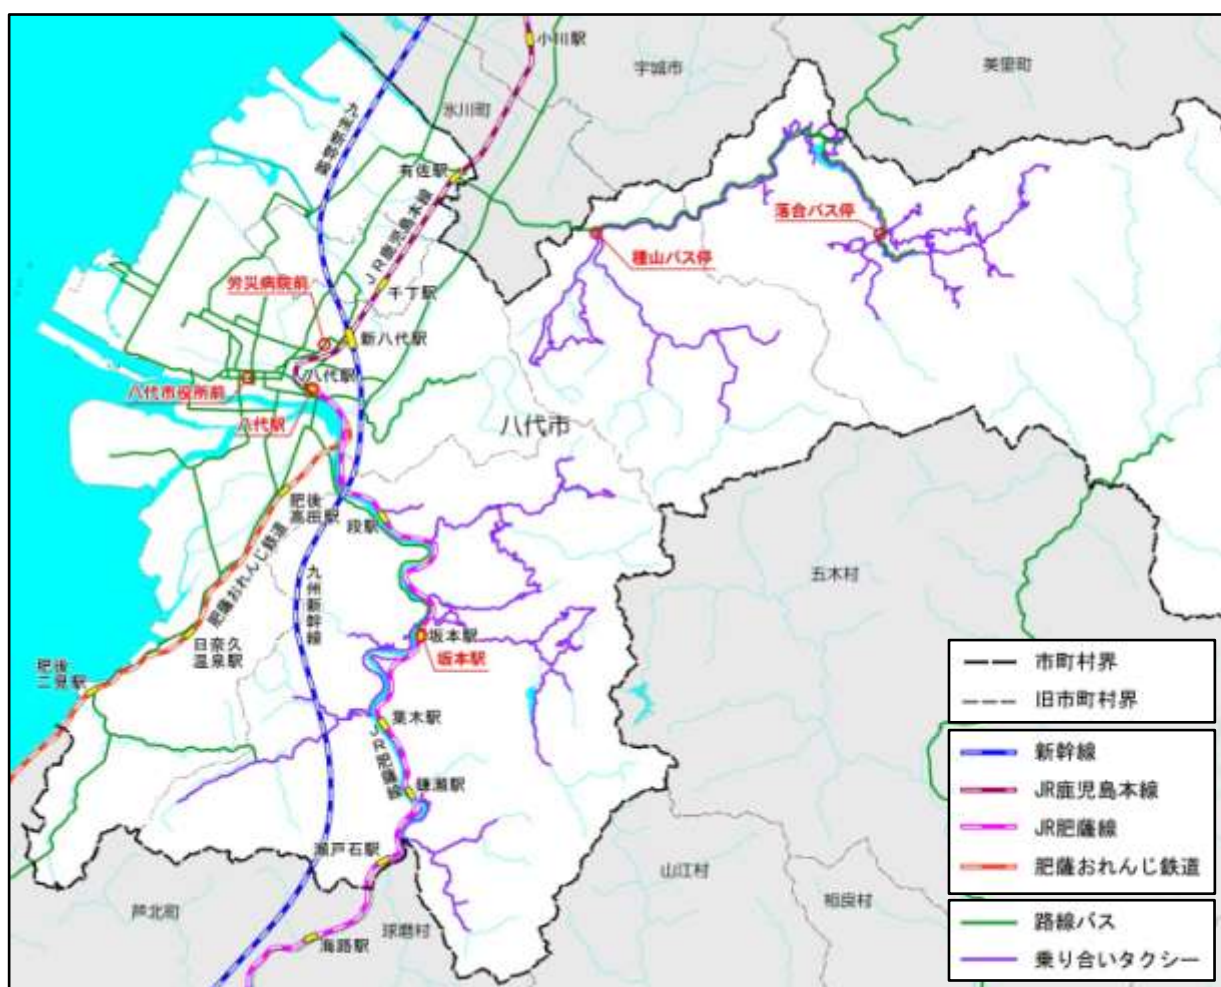 小川駅
宇城市
美里町
氷川町
九州新幹線
有佐駅
JR鹿児島本線
落合バス停
種山バス停
千丁駅
労災病院前
新八代駅
八代駅
八代市役所前
八代駅
八代市
肥後
高田駅
段駅
肥薩おれんじ鉄道
九州新幹線
五木村
日奈久
温泉駅
坂本駅
坂本駅
肥後
二見駅
葉木駅
JR肥薩線
鎌瀬駅
瀬戸石駅
芦北町
球磨村
海路駅
山江村
相良村
市町村界
旧市町村界
新幹線
JR鹿児島本線
JR肥薩線
肥薩おれんじ鉄道
路線バス
乗り合いタクシー